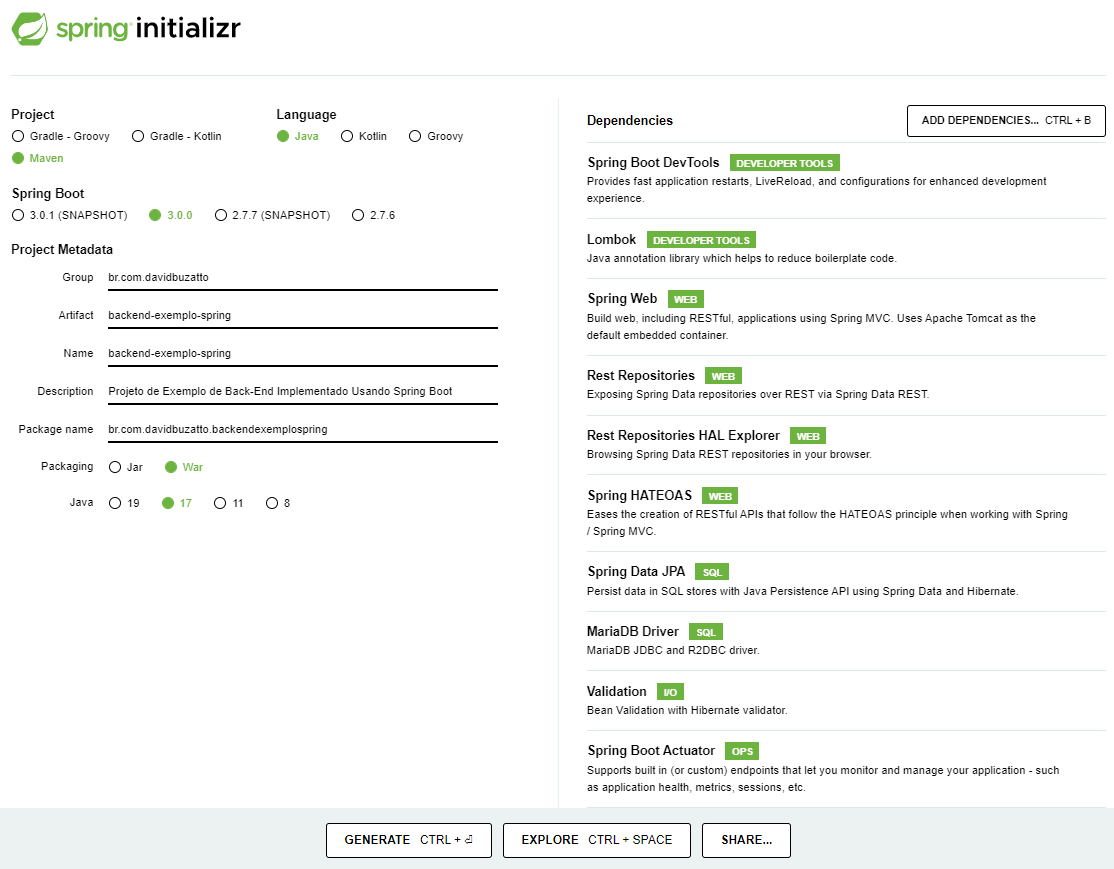 spring initializr
Project
Gradle - Groovy Gradle - Kotlin
Maven
Language
Java Kotlin Groovy
Spring Boot
3.0.1 (SNAPSHOT) 3.0.0 2.7.7 (SNAPSHOT) 2.7.6
Project Metadata
Group br.com.davidbuzatto
Artifact backend-exemplo-spring
Name backend-exemplo-spring
Description Projeto de Exemplo de Back-End Implementado Usando Spring Boot
Package name br.com.davidbuzatto.backendexemplospring
Packaging Jar War
Java 19 17 11 8
Dependencies
ADD DEPENDENCIES... CTRL + B
Spring Boot DevTools DEVELOPER TOOLS
Provides fast application restarts, LiveReload, and configurations for enhanced development
experience.
Lombok DEVELOPER TOOLS
Java annotation library which helps to reduce boilerplate code.
Spring Web WEB
Build web, including RESTful, applications using Spring MVC. Uses Apache Tomcat as the
default embedded container.
Rest Repositories WEB
Exposing Spring Data repositories over REST via Spring Data REST.
Rest Repositories HAL Explorer WEB
Browsing Spring Data REST repositories in your browser.
Spring HATEOAS WEB
Eases the creation of RESTful APIs that follow the HATEOAS principle when working with Spring
/ Spring MVC.
Spring Data JPA SQL
Persist data in SQL stores with Java Persistence API using Spring Data and Hibernate.
MariaDB Driver SQL
MariaDB JDBC and R2DBC driver.
Validation I/O
Bean Validation with Hibernate validator.
Spring Boot Actuator OPS
Supports built in (or custom) endpoints that let you monitor and manage your application - such
as application health, metrics, sessions, etc.
GENERATE CTRL + ⏎
EXPLORE CTRL + SPACE
SHARE...